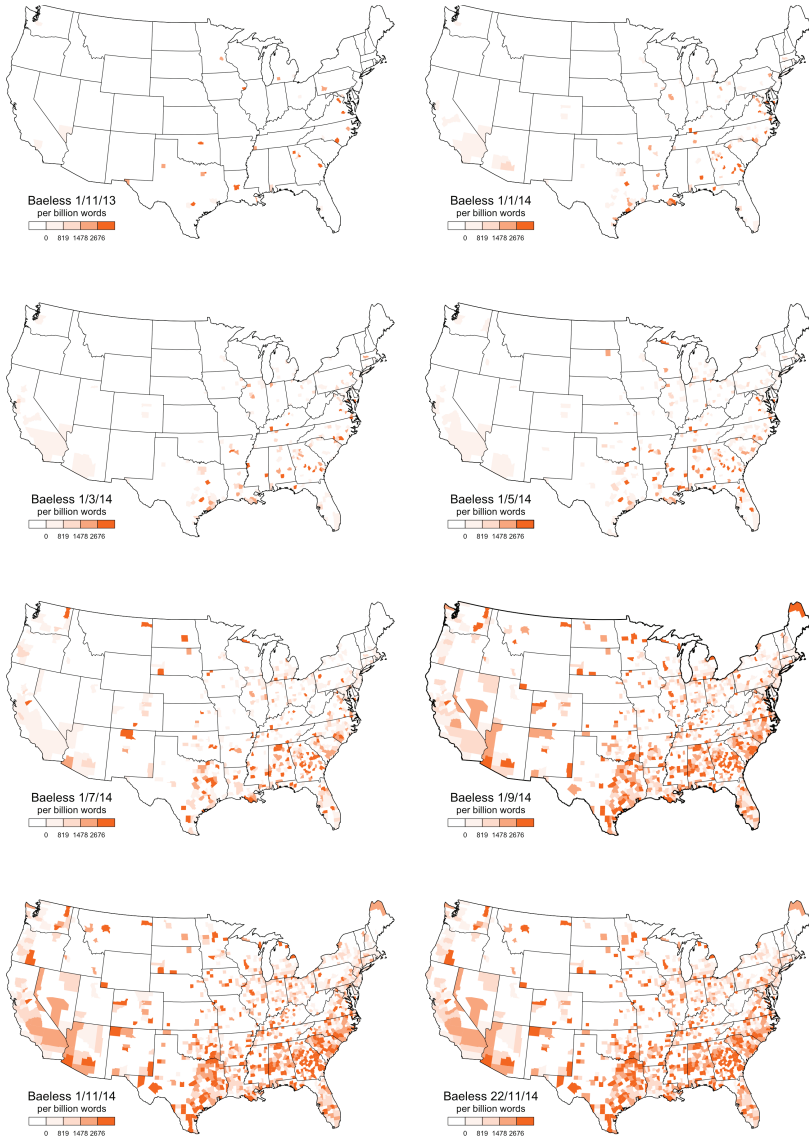 Baeless 1/11/13
per billion words
0 819 1478 2676
Baeless 1/1/14
per billion words
0 819 1478 2676
Baeless 1/3/14
per billion words
0 819 1478 2676
Baeless 1/5/14
per billion words
0 819 1478 2676
Baeless 1/7/14
per billion words
0 819 1478 2676
Baeless 1/9/14
per billion words
0 819 1478 2676
Baeless 1/11/14
per billion words
0 819 1478 2676
Baeless 22/11/14
per billion words
0 819 1478 2676